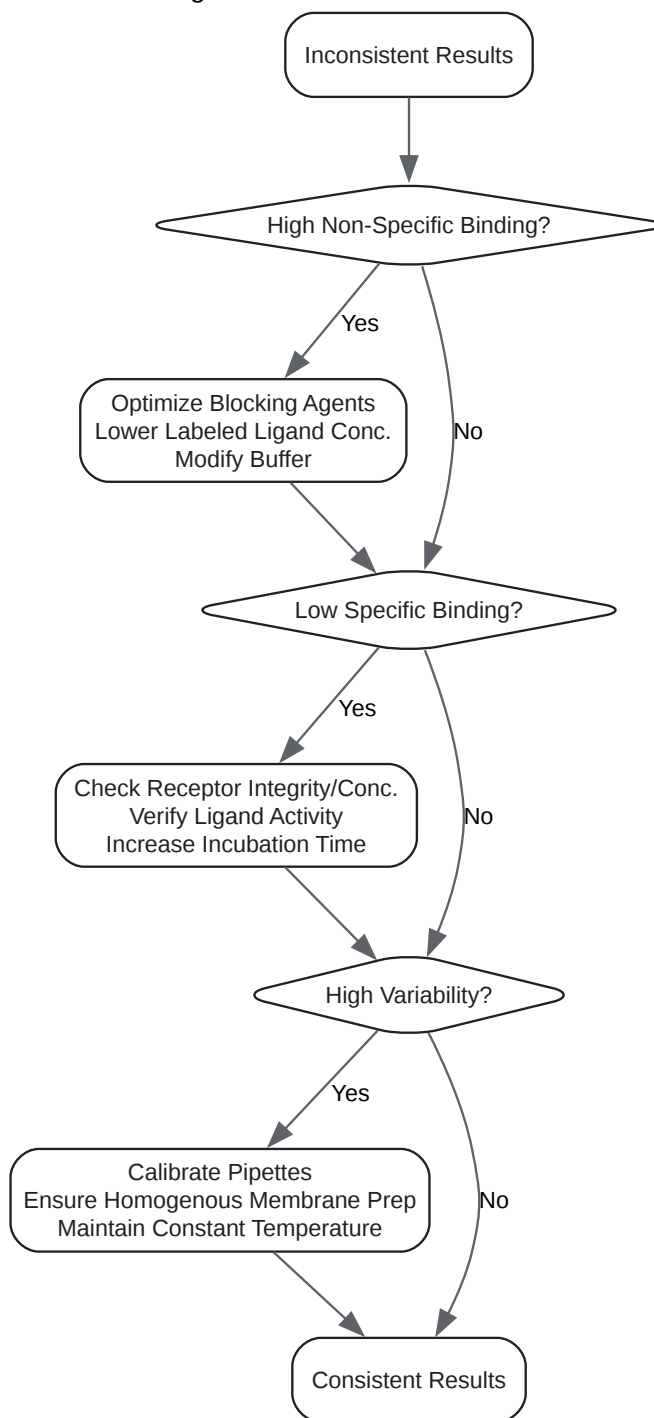 Inconsistent Results
High Non-Specific Binding?
Yes
Optimize Blocking Agents
Lower Labeled Ligand Conc.
Modify Buffer
No
Low Specific Binding?
Yes
Check Receptor Integrity/Conc.
Verify Ligand Activity
Increase Incubation Time
No
High Variability?
Yes
Calibrate Pipettes
Ensure Homogenous Membrane Prep
Maintain Constant Temperature
No
Consistent Results